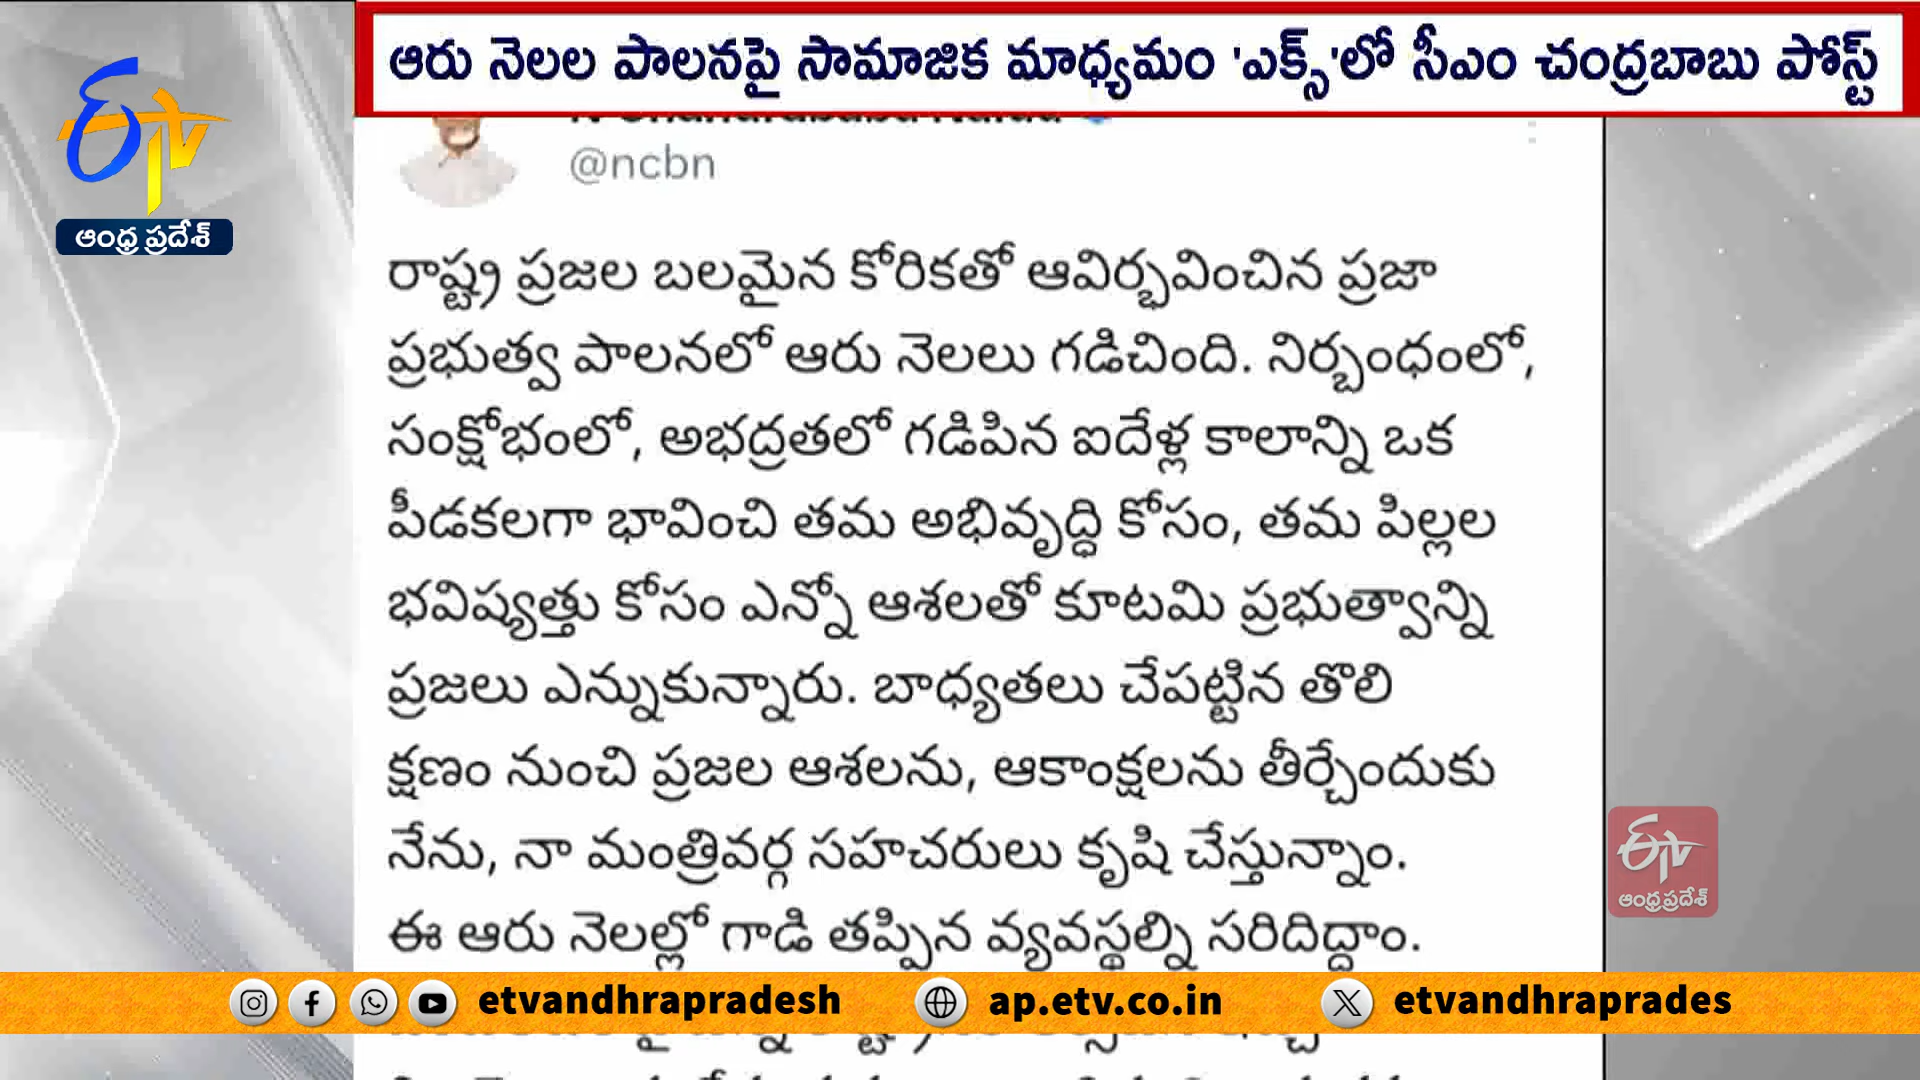 ఆరు నెలల పాలనపై సామాజిక మాధ్యమం 'ఎక్స్'లో సీఎం చంద్రబాబు పోస్ట్
ETV
ఆంధ్ర ప్రదేశ్
@ncbn
రాష్ట్ర ప్రజల బలమైన కోరికతో ఆవిర్భవించిన ప్రజా
ప్రభుత్వ పాలనలో ఆరు నెలలు గడిచింది. నిర్బంధంలో,
సంక్షోభంలో, అభద్రతలో గడిపిన ఐదేళ్ల కాలాన్ని ఒక
పీడకలగా భావించి తమ అభివృద్ధి కోసం, తమ పిల్లల
భవిష్యత్తు కోసం ఎన్నో ఆశలతో కూటమి ప్రభుత్వాన్ని
ప్రజలు ఎన్నుకున్నారు. బాధ్యతలు చేపట్టిన తొలి
క్షణం నుంచి ప్రజల ఆశలను, ఆకాంక్షలను తీర్చేందుకు
నేను, నా మంత్రివర్గ సహచరులు కృషి చేస్తున్నాం.
ఈ ఆరు నెలల్లో గాడి తప్పిన వ్యవస్థల్ని సరిదిద్దాం.
ETV
ఆంధ్రప్రదేశ్
etvandhrapradesh ap.etv.co.in etvandhraprades